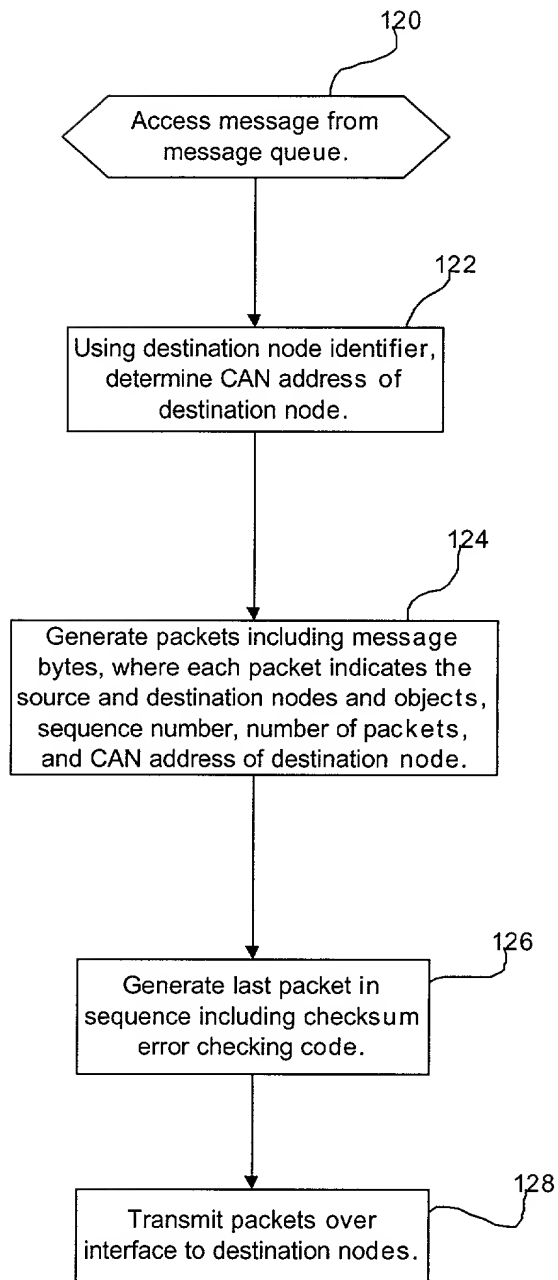 120
Access message from
message queue.
122
Using destination node identifier,
determine CAN address of
destination node.
124
Generate packets including message
bytes, where each packet indicates the
source and destination nodes and objects,
sequence number, number of packets,
and CAN address of destination node.
126
Generate last packet in
sequence including checksum
error checking code.
128
Transmit packets over
interface to destination nodes.